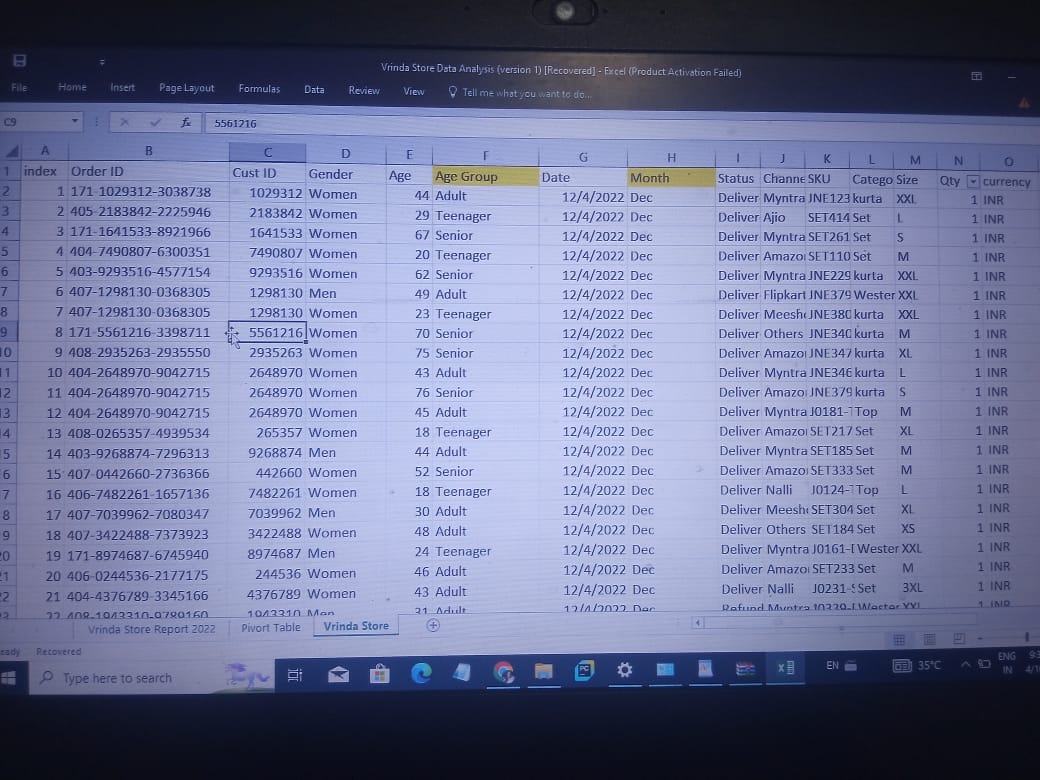 Vrinda Store Data Analysis (version 1) [Recovered] - Excel (Product Activation Failed)
File Home Insert Page Layout Formulas Data Review View Tell me what you want to do...
C9 fx 5561216
A B C D E F G H I J K L M N O
1 index Order ID Cust ID Gender Age Age Group Date Month Status Channe SKU Catego Size Qty currency
2 1 171-1029312-3038738 1029312 Women 44 Adult 12/4/2022 Dec Deliver Myntra JNE123 kurta XXL 1 INR
3 2 405-2183842-2225946 2183842 Women 29 Teenager 12/4/2022 Dec Deliver Ajio SET414 Set L 1 INR
4 3 171-1641533-8921966 1641533 Women 67 Senior 12/4/2022 Dec Deliver Myntra SET261 Set S 1 INR
5 4 404-7490807-6300351 7490807 Women 20 Teenager 12/4/2022 Dec Deliver Amazo SET110 Set M 1 INR
6 5 403-9293516-4577154 9293516 Women 62 Senior 12/4/2022 Dec Deliver Myntra JNE229 kurta XXL 1 INR
7 6 407-1298130-0368305 1298130 Men 49 Adult 12/4/2022 Dec Deliver Flipkart JNE379 Wester XXL 1 INR
8 7 407-1298130-0368305 1298130 Women 23 Teenager 12/4/2022 Dec Deliver Meesh JNE380 kurta XXL 1 INR
9 8 171-5561216-3398711 5561216 Women 70 Senior 12/4/2022 Dec Deliver Others JNE340 kurta M 1 INR
10 9 408-2935263-2935550 2935263 Women 75 Senior 12/4/2022 Dec Deliver Amazo JNE347 kurta XL 1 INR
11 10 404-2648970-9042715 2648970 Women 43 Adult 12/4/2022 Dec Deliver Myntra JNE346 kurta L 1 INR
12 11 404-2648970-9042715 2648970 Women 76 Senior 12/4/2022 Dec Deliver Amazo JNE379 kurta S 1 INR
13 12 404-2648970-9042715 2648970 Women 45 Adult 12/4/2022 Dec Deliver Myntra J0181- Top M 1 INR
14 13 408-0265357-4939534 265357 Women 18 Teenager 12/4/2022 Dec Deliver Amazo SET217 Set XL 1 INR
5 14 403-9268874-7296313 9268874 Men 44 Adult 12/4/2022 Dec Deliver Myntra SET185 Set M 1 INR
6 15 407-0442660-2736366 442660 Women 52 Senior 12/4/2022 Dec Deliver Amazo SET333 Set M 1 INR
7 16 406-7482261-1657136 7482261 Women 18 Teenager 12/4/2022 Dec Deliver Nalli J0124- Top L 1 INR
8 17 407-7039962-7080347 7039962 Men 30 Adult 12/4/2022 Dec Deliver Meesh SET304 Set XL 1 INR
9 18 407-3422488-7373923 3422488 Women 48 Adult 12/4/2022 Dec Deliver Others SET184 Set XS 1 INR
20 19 171-8974687-6745940 8974687 Men 24 Teenager 12/4/2022 Dec Deliver Myntra J0161- Wester XXL 1 INR
21 20 406-0244536-2177175 244536 Women 46 Adult 12/4/2022 Dec Deliver Amazo SET233 Set M 1 INR
22 21 404-4376789-3345166 4376789 Women 43 Adult 12/4/2022 Dec Deliver Nalli J0231- Set 3XL 1 INR
22 408-1943310-9789160 1943310 Men 31 Adult 12/4/2022 Dec Refund Myntra Wester XXL 1 INR
Vrinda Store Report 2022 Pivort Table Vrinda Store
eady Recovered
Type here to search EN 35°C ENG
IN